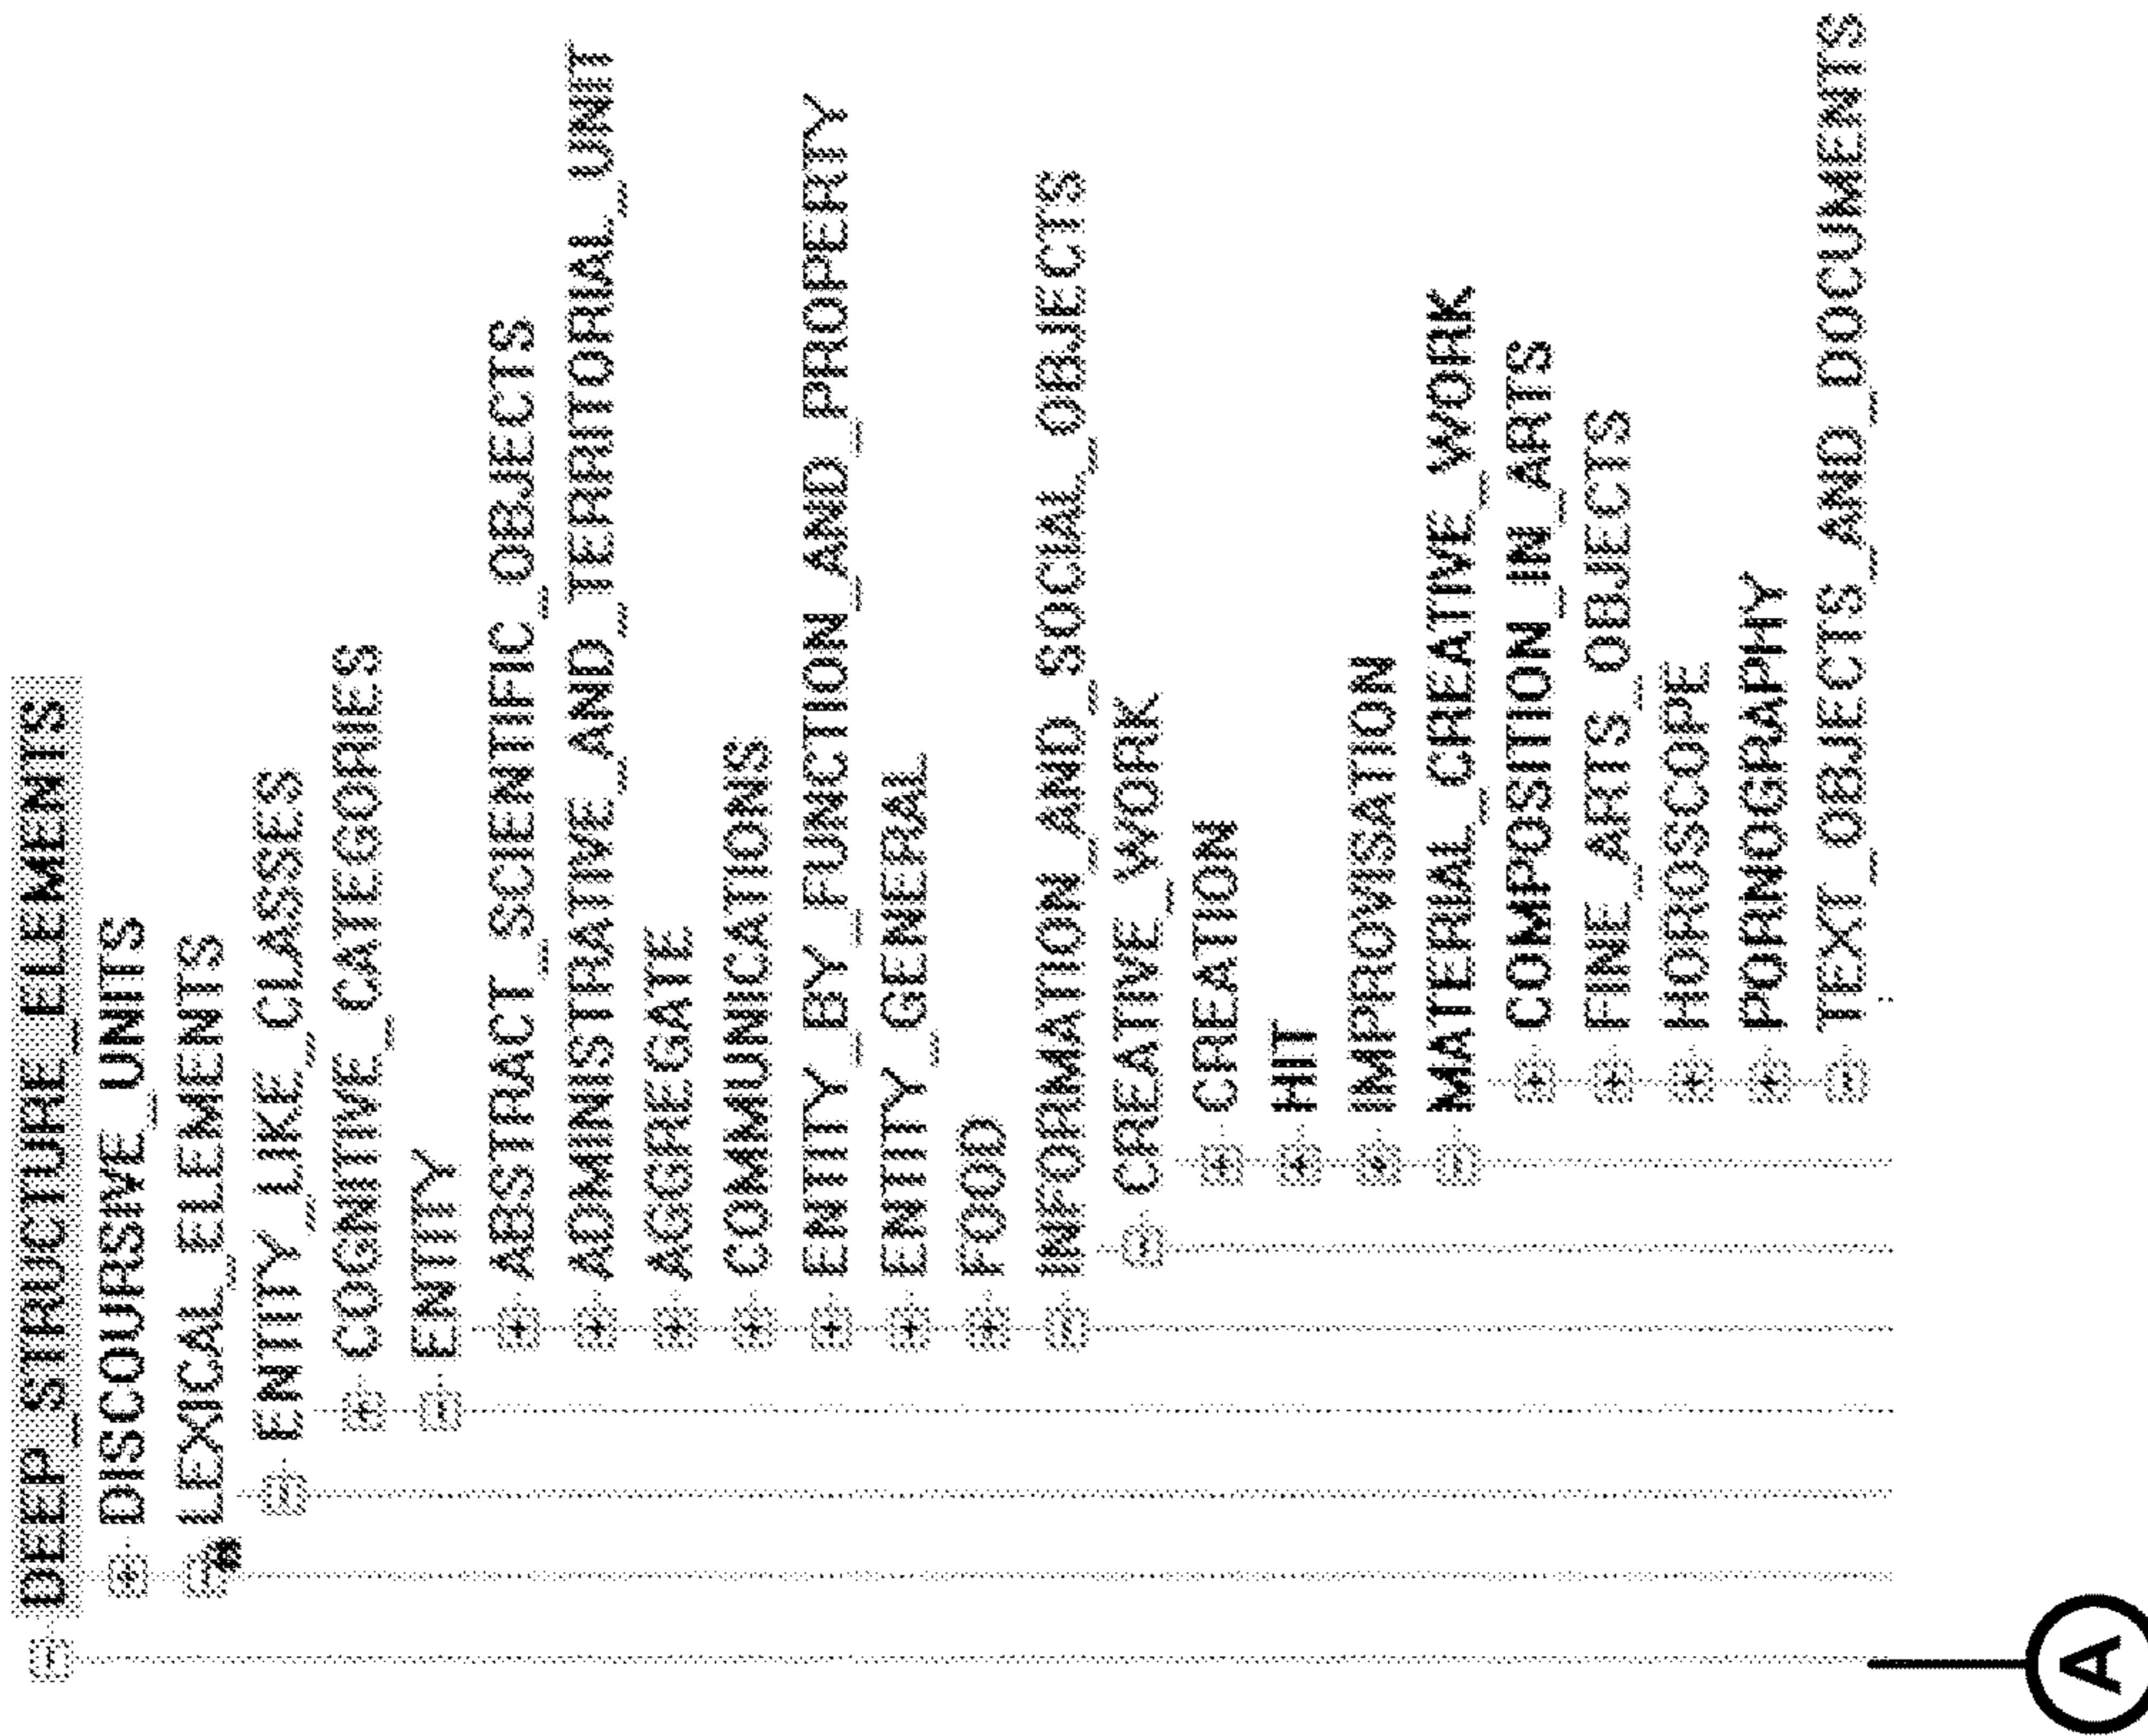 DEEP_STRUCTURE_ELEMENTS
DISCOURSIVE_UNITS
LEXICAL_ELEMENTS
ENTITY_LIKE_CLASSES
COGNITIVE_CATEGORIES
ENTITY
ABSTRACT_SCIENTIFIC_OBJECTS
ADMINISTRATIVE_AND_TERRITORIAL_UNIT
AGGREGATE
COMMUNICATIONS
ENTITY_BY_FUNCTION_AND_PROPERTY
ENTITY_GENERAL
FOOD
INFORMATION_AND_SOCIAL_OBJECTS
CREATIVE_WORK
CREATION
HIT
IMPROVISATION
MATERIAL_CREATIVE_WORK
COMPOSITION_IN_ARTS
FINE_ARTS_OBJECTS
HOROSCOPE
PORNOGRAPHY
TEXT_OBJECTS_AND_DOCUMENTS
A